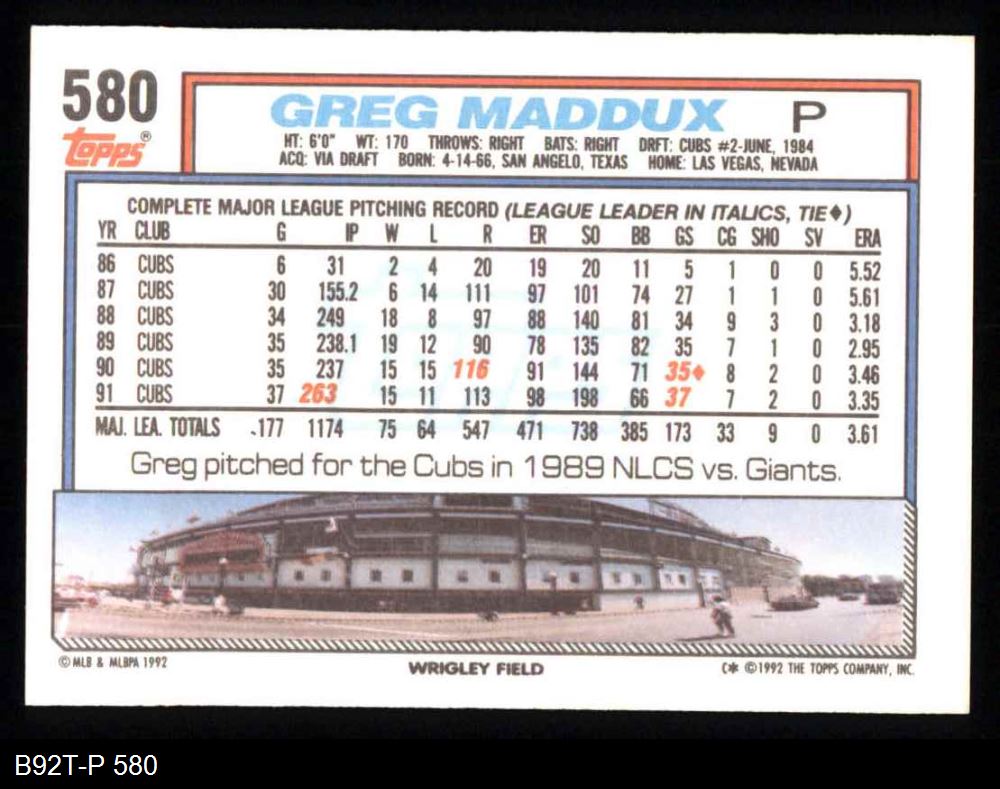 580
Topps®
GREG MADDUX P
HT: 6'0" WT: 170 THROWS: RIGHT BATS: RIGHT DRFT: CUBS #2-JUNE, 1984
ACQ: VIA DRAFT BORN: 4-14-66, SAN ANGELO, TEXAS HOME: LAS VEGAS, NEVADA
COMPLETE MAJOR LEAGUE PITCHING RECORD (LEAGUE LEADER IN ITALICS, TIE♦)
YR CLUB G IP W L R ER SO BB GS CG SHO SV ERA
86 CUBS 6 31 2 4 20 19 20 11 5 1 0 0 5.52
87 CUBS 30 155.2 6 14 111 97 101 74 27 1 1 0 5.61
88 CUBS 34 249 18 8 97 88 140 81 34 9 3 0 3.18
89 CUBS 35 238.1 19 12 90 78 135 82 35 7 1 0 2.95
90 CUBS 35 237 15 15 116 91 144 71 35♦ 8 2 0 3.46
91 CUBS 37 263 15 11 113 98 198 66 37 7 2 0 3.35
MAJ. LEA. TOTALS 177 1174 75 64 547 471 738 385 173 33 9 0 3.61
Greg pitched for the Cubs in 1989 NLCS vs. Giants.
© MLB & MLBPA 1992
WRIGLEY FIELD
C* ©1992 THE TOPPS COMPANY, INC.
B92T-P 580